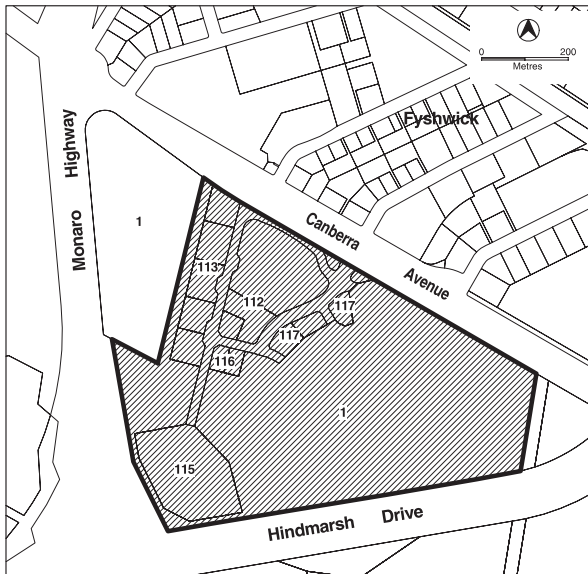 0 200
Metres
Fyshwick
Monaro Highway
1
Canberra Avenue
113
112
117
117
116
1
115
Hindmarsh Drive